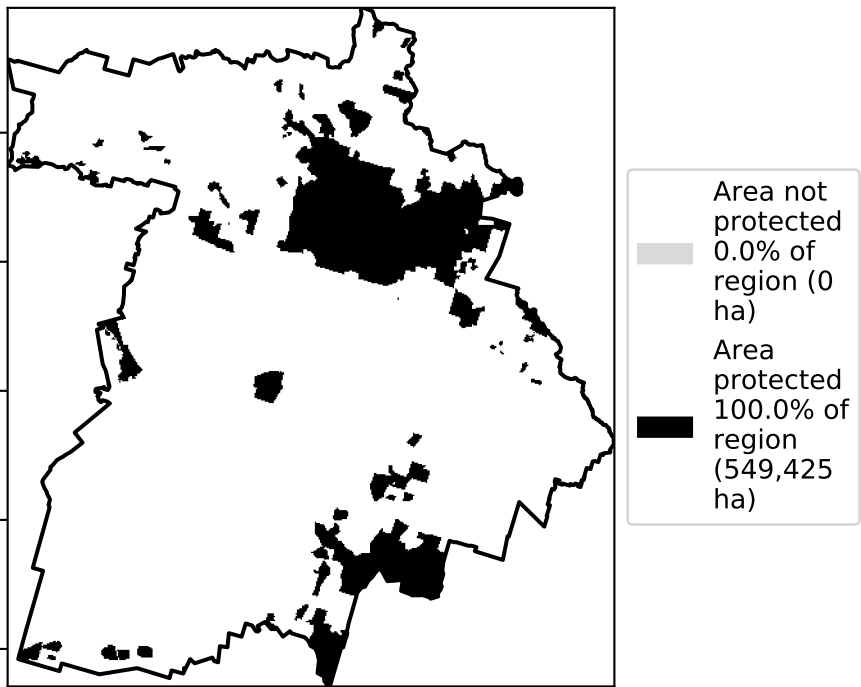 Area not
protected
0.0% of
region (0
ha)
Area
protected
100.0% of
region
(549,425
ha)